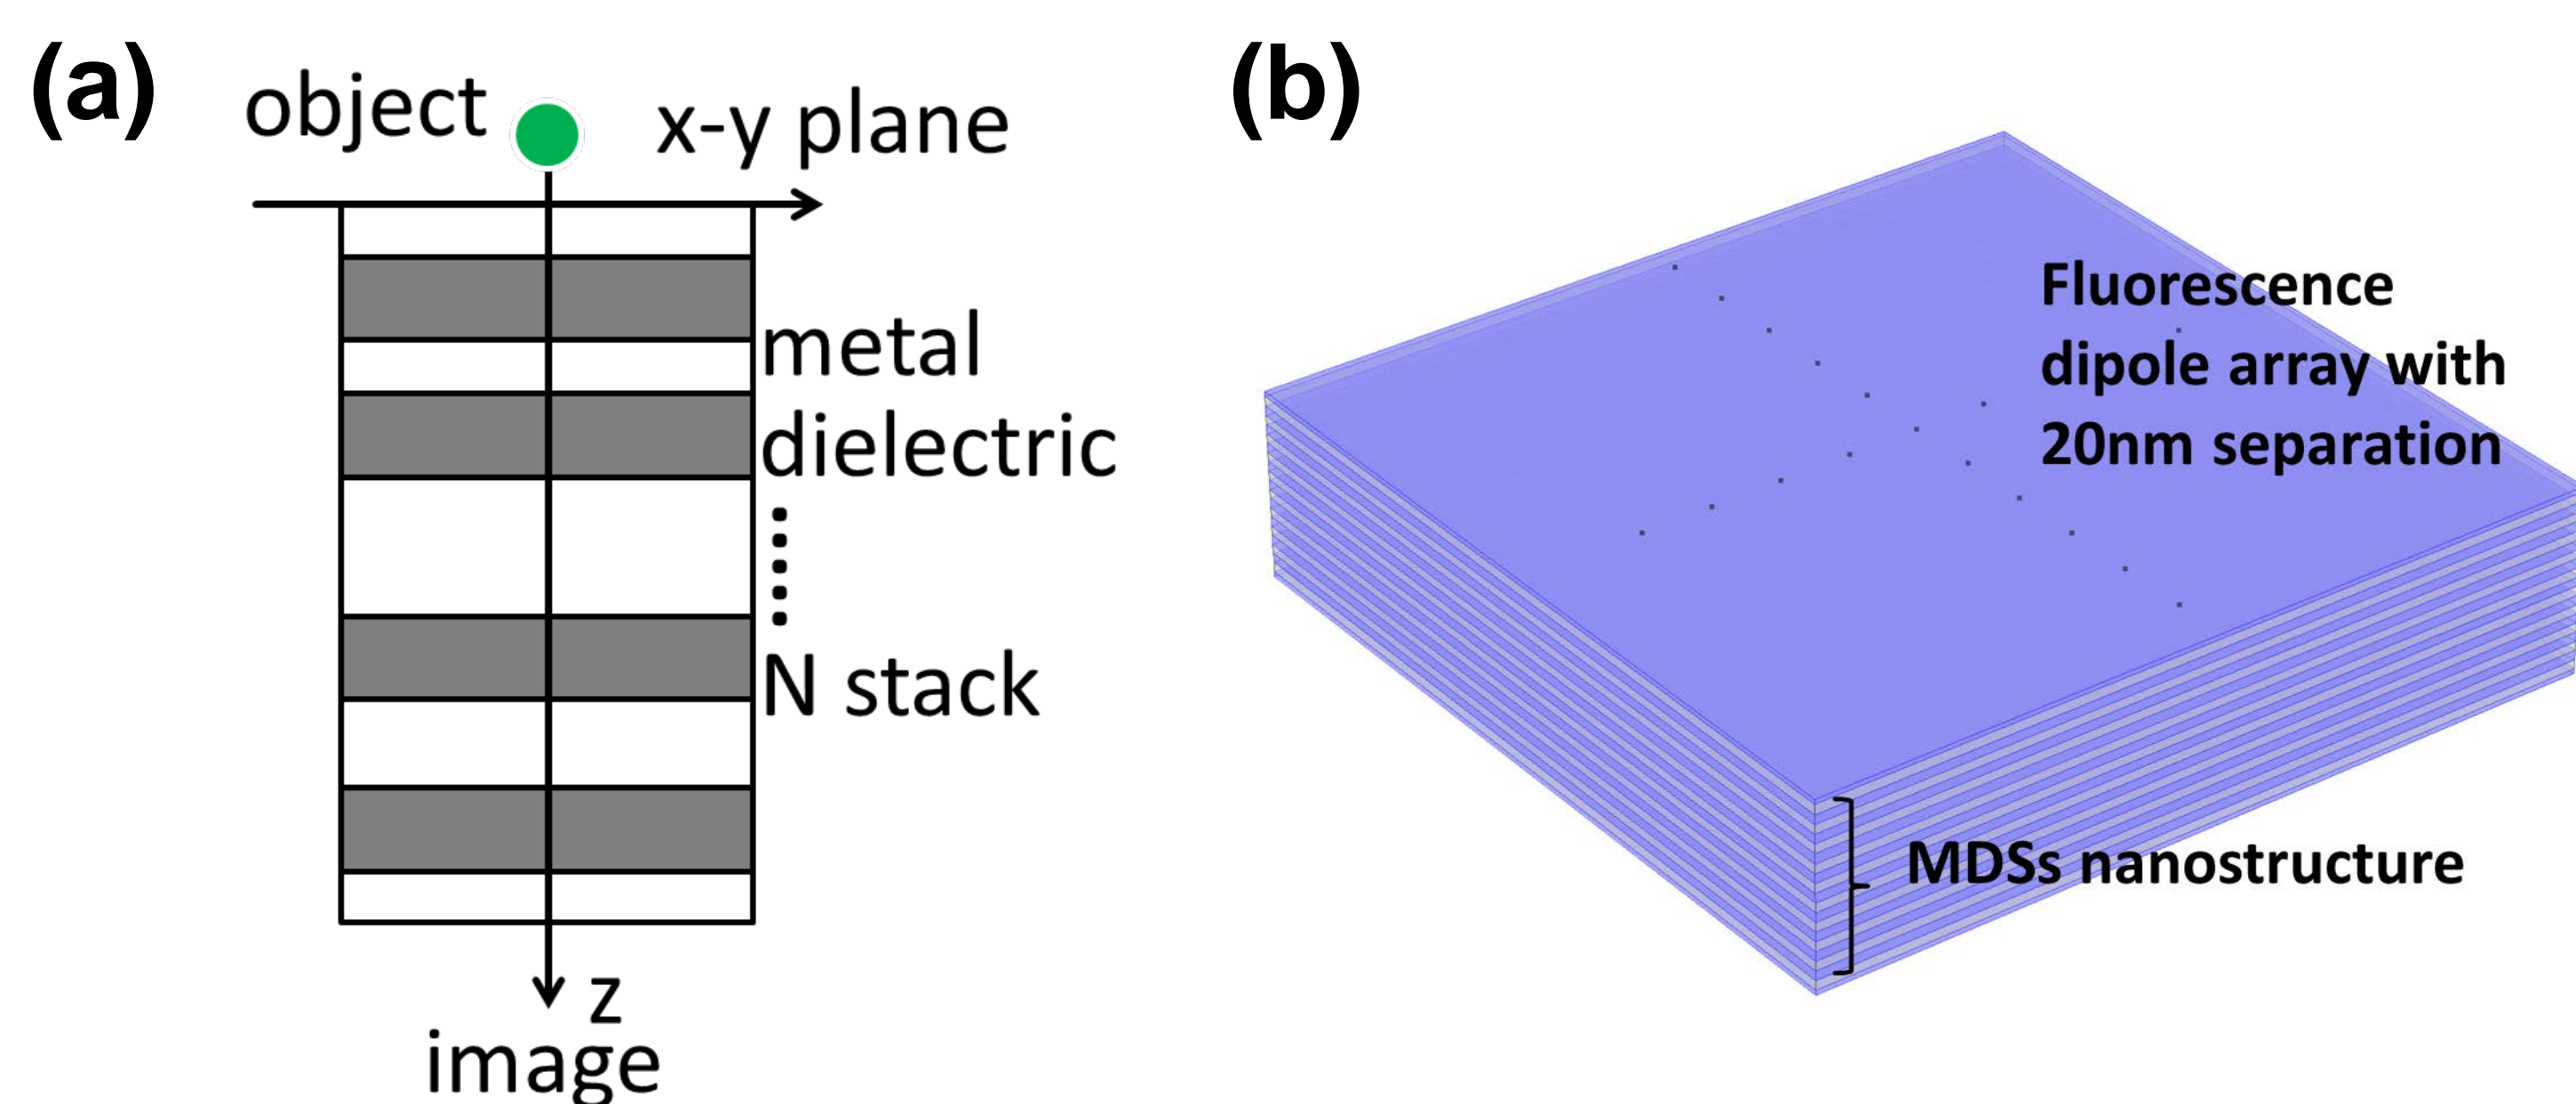 (a)
object
x-y plane
metal
dielectric
N stack
z
image
(b)
Fluorescence
dipole array with
20nm separation
MDSs nanostructure